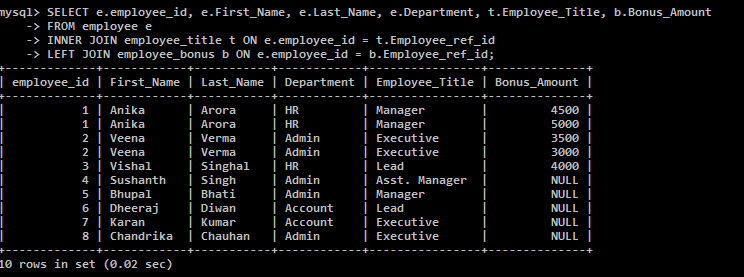 mysql> SELECT e.employee_id, e.First_Name, e.Last_Name, e.Department, t.Employee_Title, b.Bonus_Amount
    -> FROM employee e
    -> INNER JOIN employee_title t ON e.employee_id = t.Employee_ref_id
    -> LEFT JOIN employee_bonus b ON e.employee_id = b.Employee_ref_id;
+-------------+------------+-----------+------------+----------------+--------------+
| employee_id | First_Name | Last_Name | Department | Employee_Title | Bonus_Amount |
+-------------+------------+-----------+------------+----------------+--------------+
|           1 | Anika      | Arora     | HR         | Manager        |         4500 |
|           1 | Anika      | Arora     | HR         | Manager        |         5000 |
|           2 | Veena      | Verma     | Admin      | Executive      |         3500 |
|           2 | Veena      | Verma     | Admin      | Executive      |         3000 |
|           3 | Vishal     | Singhal   | HR         | Lead           |         4000 |
|           4 | Sushanth   | Singh     | Admin      | Asst. Manager  |         NULL |
|           5 | Bhupal     | Bhati     | Admin      | Manager        |         NULL |
|           6 | Dheeraj    | Diwan     | Account    | Lead           |         NULL |
|           7 | Karan      | Kumar     | Account    | Executive      |         NULL |
|           8 | Chandrika  | Chauhan   | Admin      | Executive      |         NULL |
+-------------+------------+-----------+------------+----------------+--------------+
10 rows in set (0.02 sec)